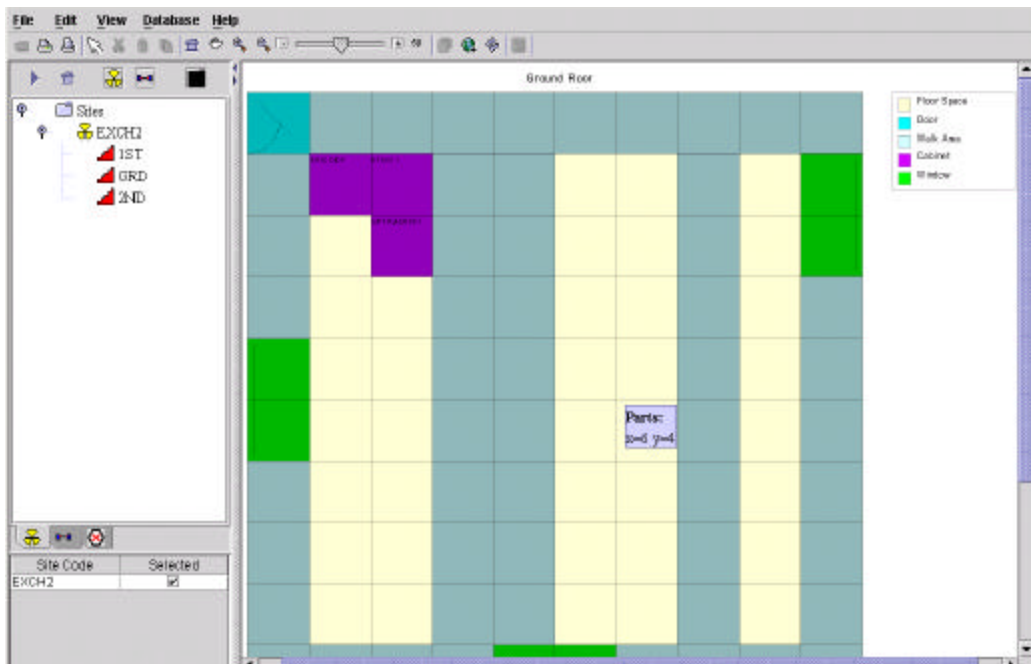 File Edit View Database Help
Sites
EXCH2
1ST
GRD
2ND
Site Code Selected
EXCH2
Ground Floor
Floor Space
Door
Walk Area
Cabinet
Window
Parts:
x=6 y=4